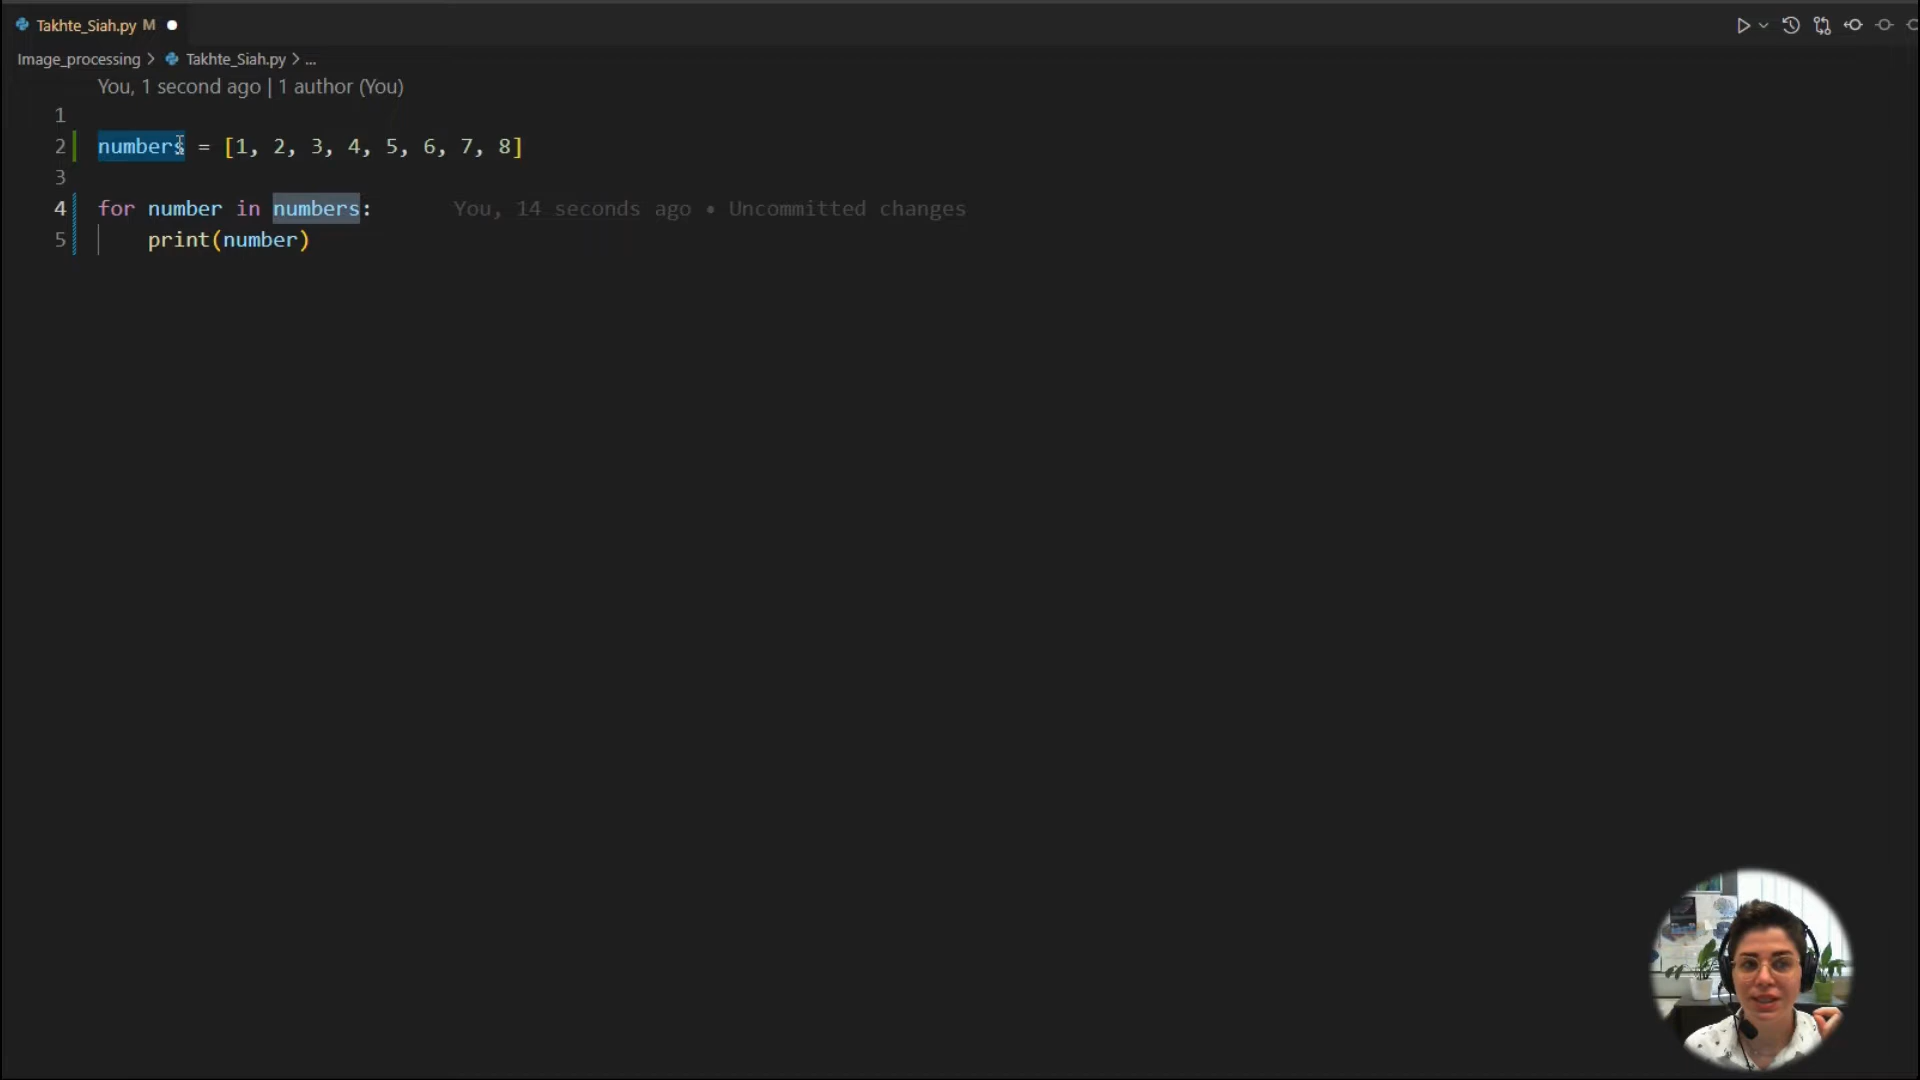 Takhte_Siah.py M
Image_processing > Takhte_Siah.py > ...
You, 1 second ago | 1 author (You)
1
2 numbers = [1, 2, 3, 4, 5, 6, 7, 8]
3
4 for number in numbers: You, 14 seconds ago • Uncommitted changes
5 print(number)